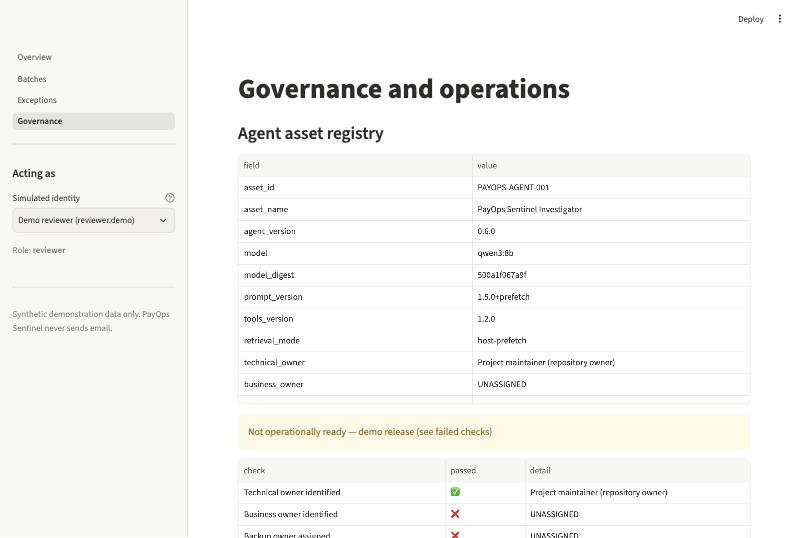 Deploy
Overview
Batches
Exceptions
Governance
Acting as
Simulated identity
Demo reviewer (reviewer.demo)
Role: reviewer
Synthetic demonstration data only. PayOps
Sentinel never sends email.
Governance and operations
Agent asset registry
field value
asset_id PAYOPS-AGENT-001
asset_name PayOps Sentinel Investigator
agent_version 0.6.0
model qwen3:8b
model_digest 500a1f067a9f
prompt_version 1.5.0+prefetch
tools_version 1.2.0
retrieval_mode host-prefetch
technical_owner Project maintainer (repository owner)
business_owner UNASSIGNED
Not operationally ready — demo release (see failed checks)
check passed detail
Technical owner identified ✅ Project maintainer (repository owner)
Business owner identified ❌ UNASSIGNED
Backup owner assigned ❌ UNASSIGNED